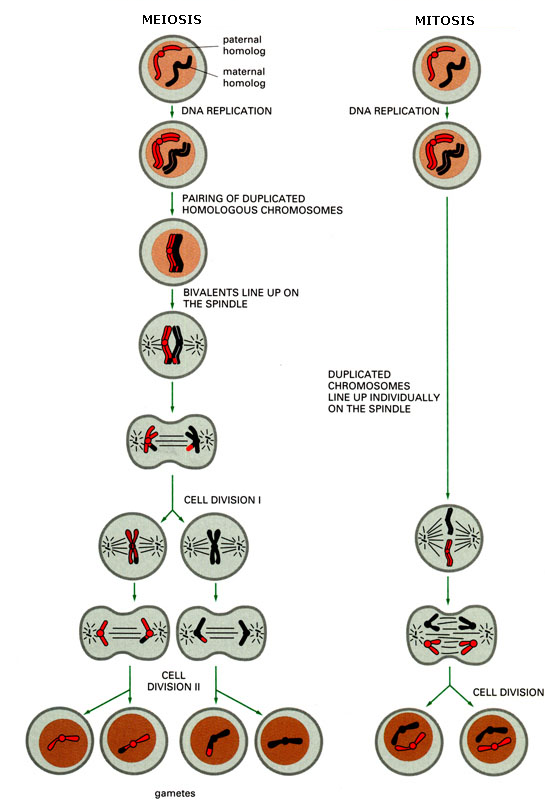 MEIOSIS
paternal
homolog
maternal
homolog
DNA REPLICATION
PAIRING OF DUPLICATED
HOMOLOGOUS CHROMOSOMES
BIVALENTS LINE UP ON
THE SPINDLE
CELL DIVISION I
CELL
DIVISION II
gametes
MITOSIS
DNA REPLICATION
DUPLICATED
CHROMOSOMES
LINE UP INDIVIDUALLY
ON THE SPINDLE
CELL DIVISION